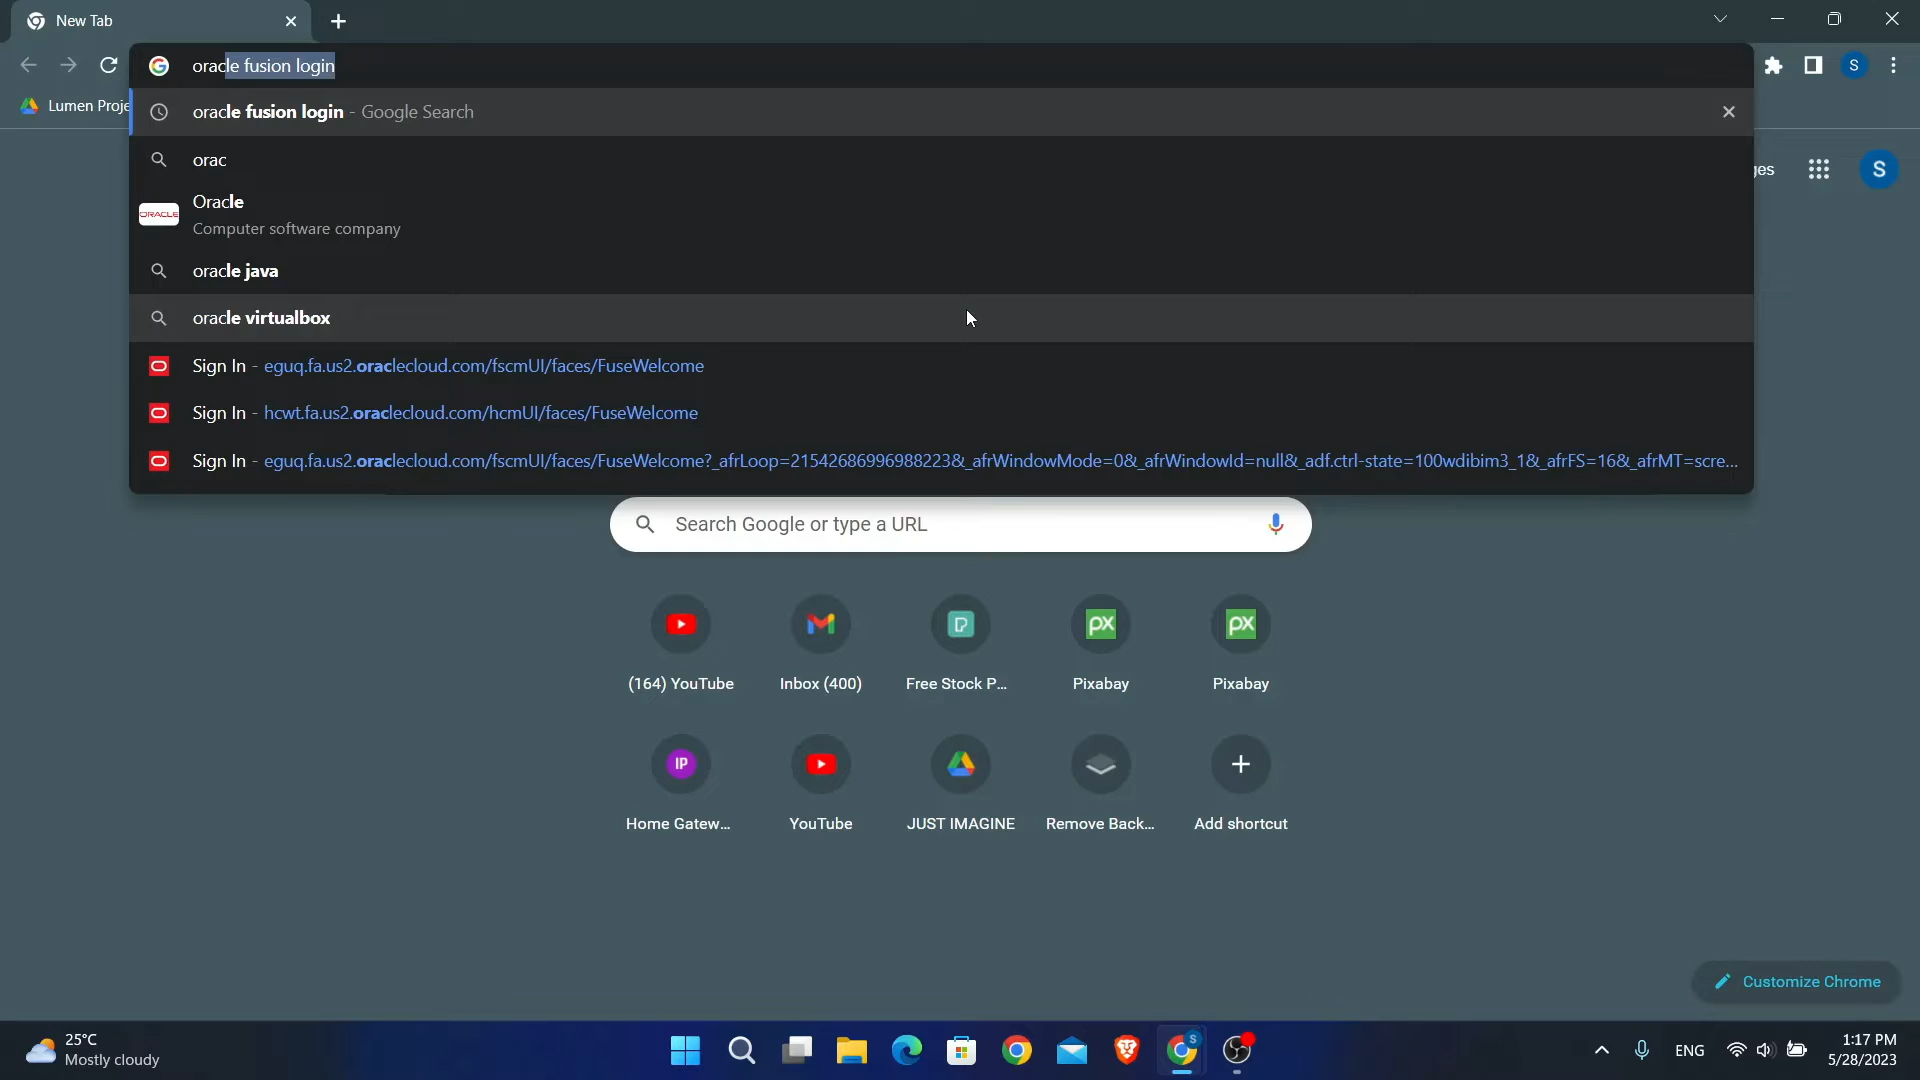 New Tab
oracle fusion login
S
Lumen Proje
oracle fusion login - Google Search
orac
ges
S
ORACLE
Oracle
Computer software company
oracle java
oracle virtualbox
Sign In - eguq.fa.us2.oraclecloud.com/fscmUI/faces/FuseWelcome
Sign In - hcwt.fa.us2.oraclecloud.com/hcmUI/faces/FuseWelcome
Sign In - eguq.fa.us2.oraclecloud.com/fscmUI/faces/FuseWelcome?_afrLoop=21542686996988223&_afrWindowMode=0&_afrWindowId=null&_adf.ctrl-state=100wdibim3_1&_afrFS=16&_afrMT=scre...
Search Google or type a URL
P
px
px
(164) YouTube
Inbox (400)
Free Stock P...
Pixabay
Pixabay
IP
Home Gatew...
YouTube
JUST IMAGINE
Remove Back...
Add shortcut
Customize Chrome
25°C
Mostly cloudy
S
ENG
1:17 PM
5/28/2023